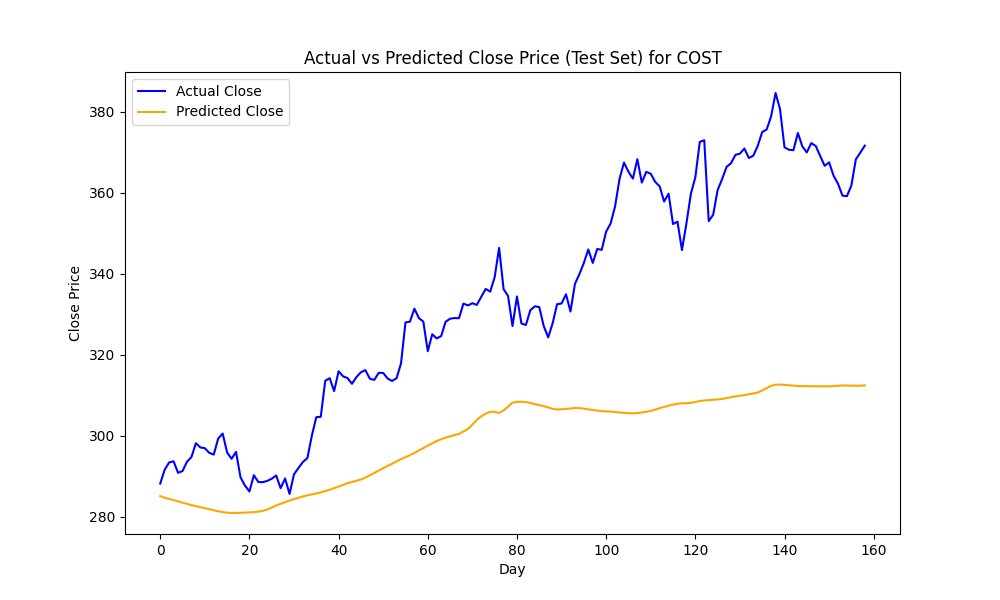 Actual vs Predicted Close Price (Test Set) for COST
Actual Close
Predicted Close
380
360
340
320
300
280
Close Price
0 20 40 60 80 100 120 140 160
Day